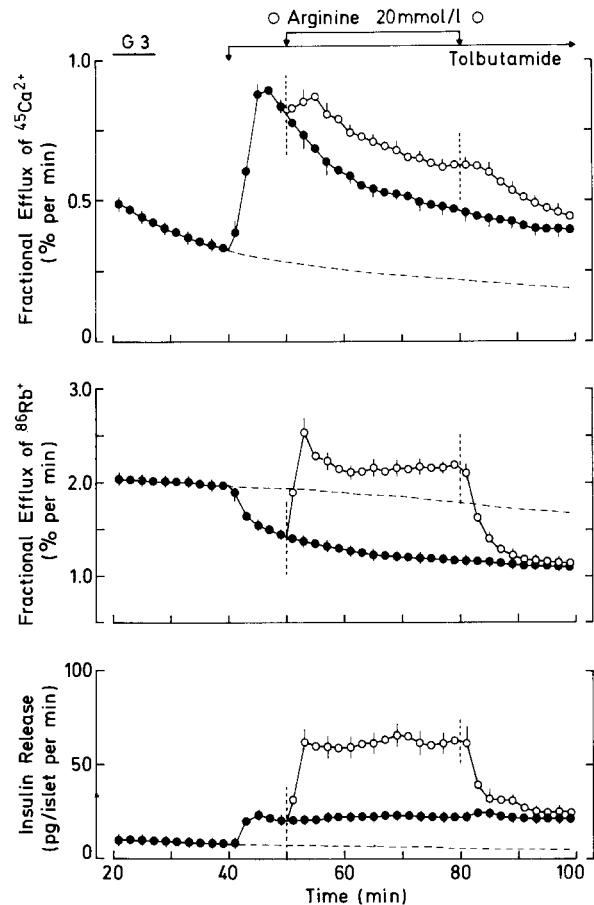 ○ Arginine 20 mmol/l ○
G 3
Tolbutamide
Fractional Efflux of ⁴⁵Ca²⁺
(% per min)
1.0
0.5
0
Fractional Efflux of ⁸⁶Rb⁺
(% per min)
3.0
2.0
1.0
Insulin Release
(pg/islet per min)
100
50
0
20 40 60 80 100
Time (min)